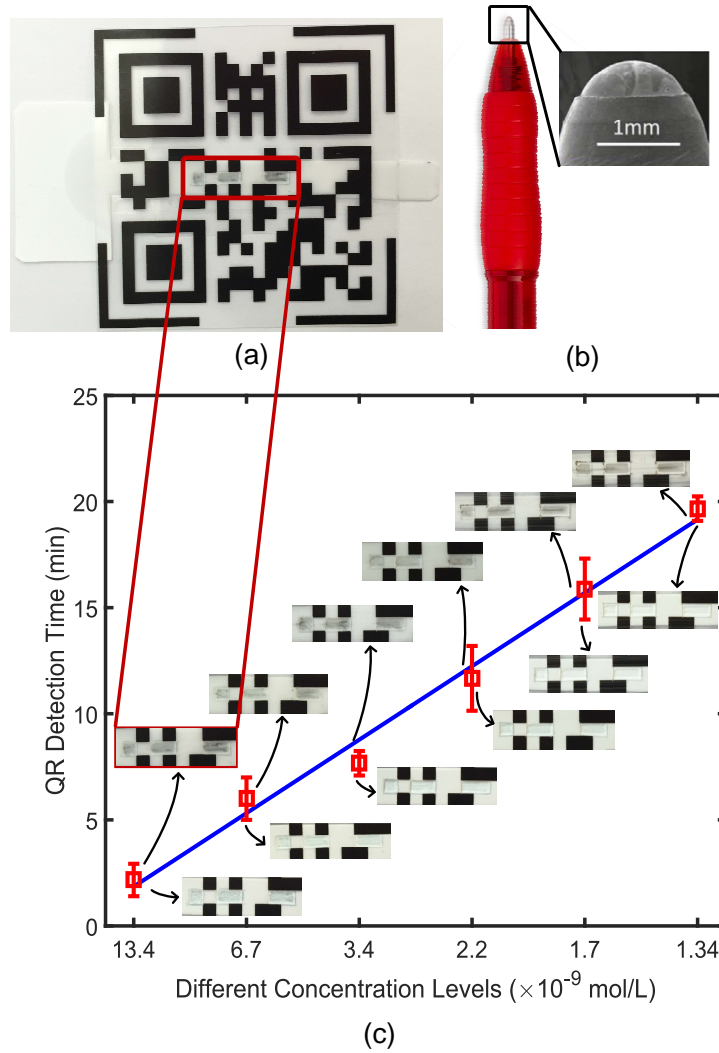 (a)
1mm
(b)
25
20
15
10
5
0
QR Detection Time (min)
13.4 6.7 3.4 2.2 1.7 1.34
Different Concentration Levels (×10⁻⁹ mol/L)
(c)